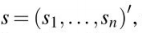 s = (s₁, . . . , sₙ)′,